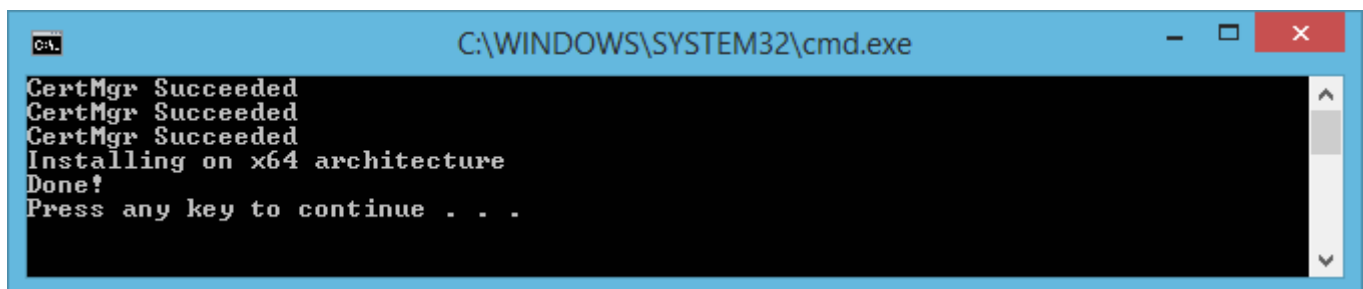 C:\WINDOWS\SYSTEM32\cmd.exe
CertMgr Succeeded
CertMgr Succeeded
CertMgr Succeeded
Installing on x64 architecture
Done!
Press any key to continue . . .